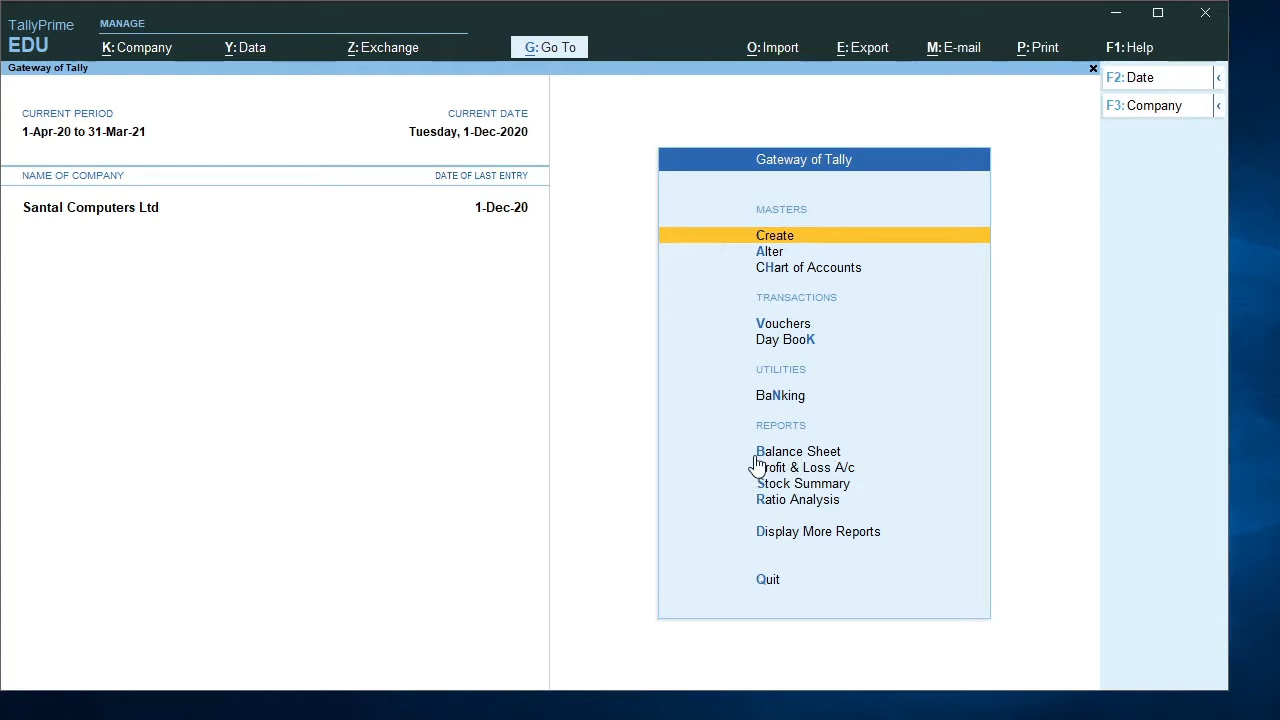 TallyPrime
EDU
MANAGE
K: Company
Y: Data
Z: Exchange
G: Go To
O: Import
E: Export
M: E-mail
P: Print
F1: Help
Gateway of Tally
F2: Date
F3: Company
CURRENT PERIOD
CURRENT DATE
1-Apr-20 to 31-Mar-21
Tuesday, 1-Dec-2020
NAME OF COMPANY
DATE OF LAST ENTRY
Santal Computers Ltd
1-Dec-20
Gateway of Tally
MASTERS
Create
Alter
CHart of Accounts
TRANSACTIONS
Vouchers
Day BooK
UTILITIES
BaNking
REPORTS
Balance Sheet
Profit & Loss A/c
Stock Summary
Ratio Analysis
Display More Reports
Quit